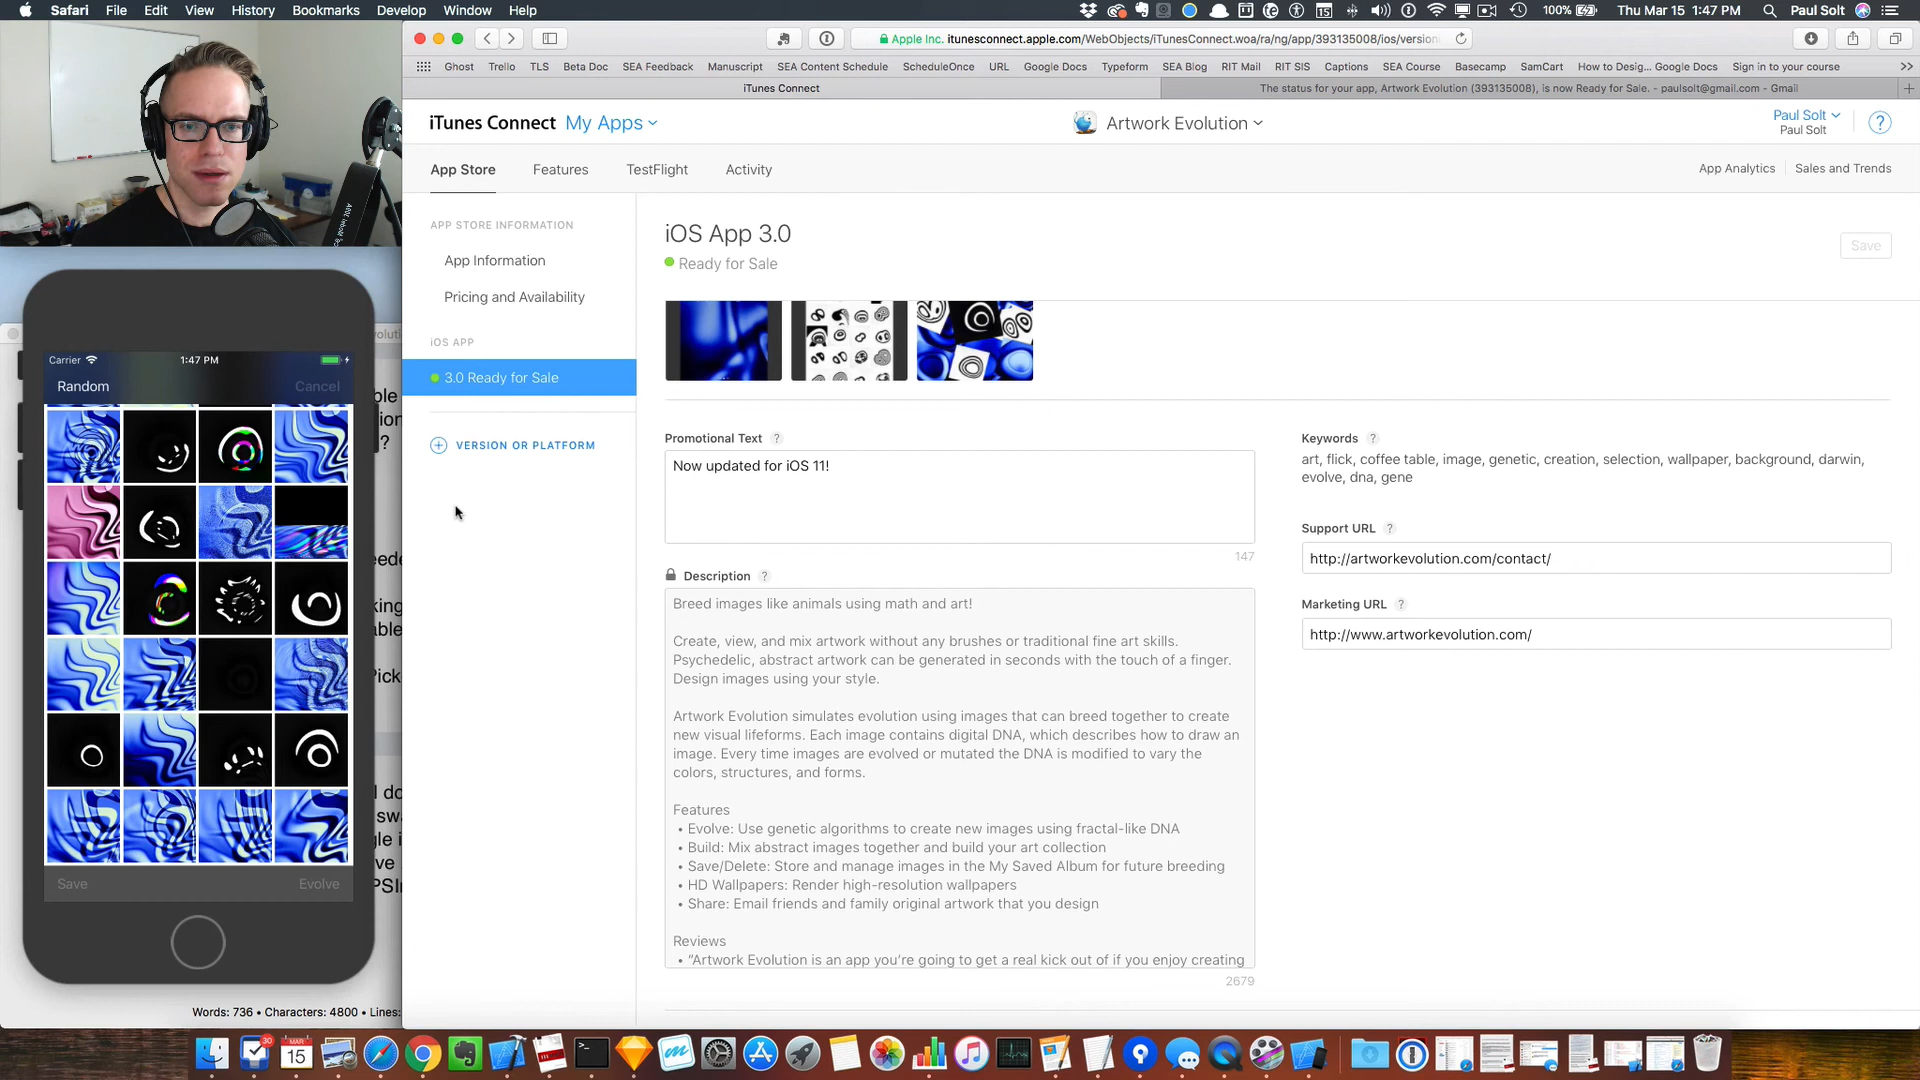 Safari File Edit View History Bookmarks Develop Window Help
100% Thu Mar 15 1:47 PM Paul Solt
Apple Inc. itunesconnect.apple.com/WebObjects/iTunesConnect.woa/ra/ng/app/393135008/ios/version
Ghost Trello TLS Beta Doc SEA Feedback Manuscript SEA Content Schedule ScheduleOnce URL Google Docs Typeform SEA Blog RIT Mail RIT SIS Captions SEA Course Basecamp SamCart How to Desig... Google Docs Sign in to your course
iTunes Connect
The status for your app, Artwork Evolution (393135008), is now Ready for Sale. - paulsolt@gmail.com - Gmail
iTunes Connect My Apps
Artwork Evolution
Paul Solt
Paul Solt
?
App Store Features TestFlight Activity
App Analytics Sales and Trends
APP STORE INFORMATION
App Information
Pricing and Availability
iOS APP
3.0 Ready for Sale
VERSION OR PLATFORM
iOS App 3.0
Ready for Sale
Save
Promotional Text ?
Now updated for iOS 11!
147
Description ?
Breed images like animals using math and art!
Create, view, and mix artwork without any brushes or traditional fine art skills.
Psychedelic, abstract artwork can be generated in seconds with the touch of a finger.
Design images using your style.
Artwork Evolution simulates evolution using images that can breed together to create
new visual lifeforms. Each image contains digital DNA, which describes how to draw an
image. Every time images are evolved or mutated the DNA is modified to vary the
colors, structures, and forms.
Features
• Evolve: Use genetic algorithms to create new images using fractal-like DNA
• Build: Mix abstract images together and build your art collection
• Save/Delete: Store and manage images in the My Saved Album for future breeding
• HD Wallpapers: Render high-resolution wallpapers
• Share: Email friends and family original artwork that you design
Reviews
• “Artwork Evolution is an app you're going to get a real kick out of if you enjoy creating
2679
Keywords ?
art, flick, coffee table, image, genetic, creation, selection, wallpaper, background, darwin,
evolve, dna, gene
Support URL ?
http://artworkevolution.com/contact/
Marketing URL ?
http://www.artworkevolution.com/
Carrier 1:47 PM
Random Cancel
Save Evolve
Words: 736 • Characters: 4800 • Lines:
MAR
15
30